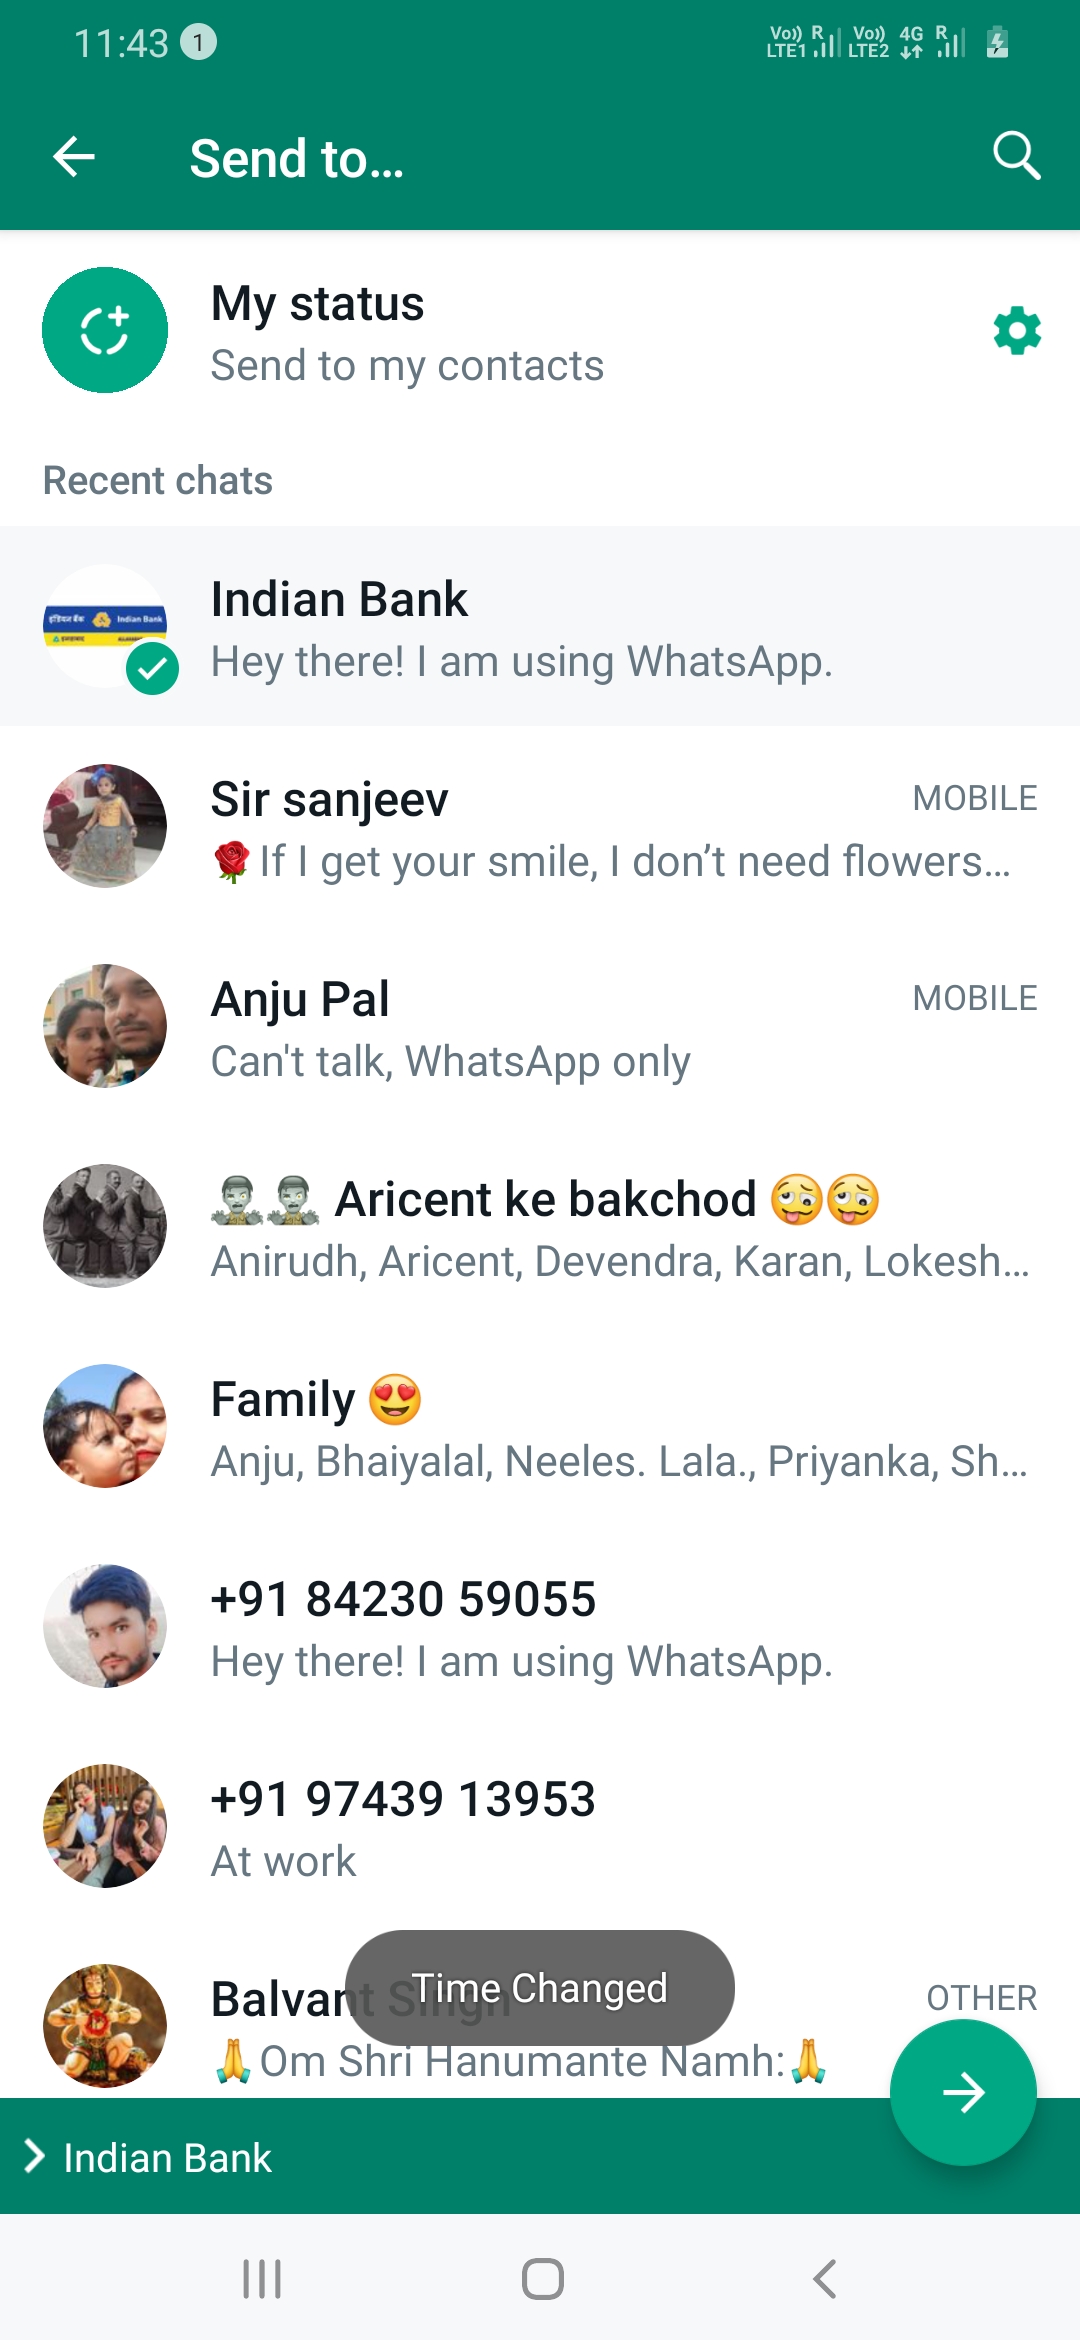 11:43 1 Vo)) R Vo)) 4G R
LTE1 LTE2
Send to...
My status
Send to my contacts
Recent chats
इंडियन बैंक Indian Bank
इलाहाबाद
Indian Bank
Hey there! I am using WhatsApp.
Sir sanjeev MOBILE
🌹If I get your smile, I don’t need flowers...
Anju Pal MOBILE
Can't talk, WhatsApp only
🧟‍♂️🧟‍♂️ Aricent ke bakchod 🥴🥴
Anirudh, Aricent, Devendra, Karan, Lokesh...
Family 😍
Anju, Bhaiyalal, Neeles. Lala., Priyanka, Sh...
+91 84230 59055
Hey there! I am using WhatsApp.
+91 97439 13953
At work
Balvant Singh OTHER
Time Changed
🙏Om Shri Hanumante Namh:🙏
Indian Bank